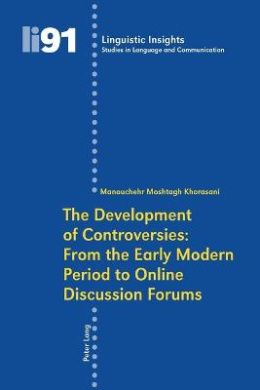 li91
Linguistic Insights
Studies in Language and Communication
Manouchehr Moshtagh Khorasani
The Development
of Controversies:
From the Early Modern
Period to Online
Discussion Forums
Peter Lang